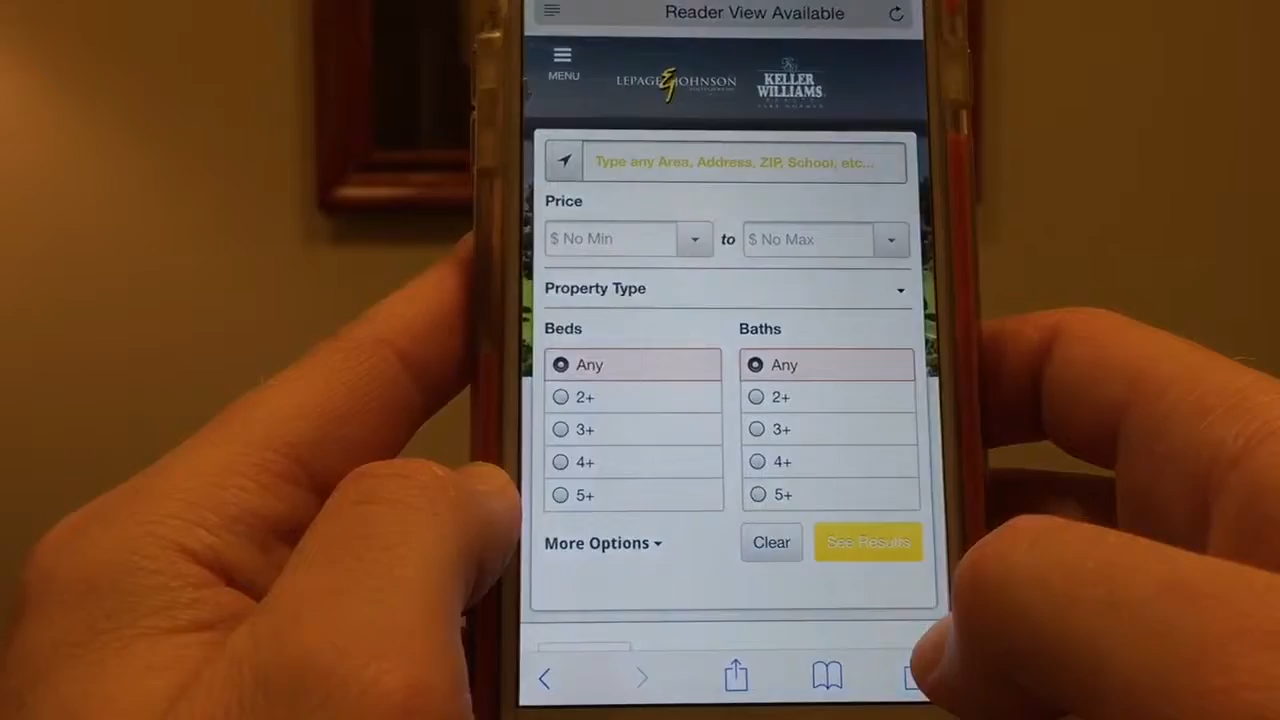 Reader View Available
MENU
LEPAGE JOHNSON
KELLER
WILLIAMS
Type any Area, Address, ZIP, School, etc...
Price
$ No Min
to
$ No Max
Property Type
Beds
Baths
Any
Any
2+
2+
3+
3+
4+
4+
5+
5+
More Options
Clear
See Results